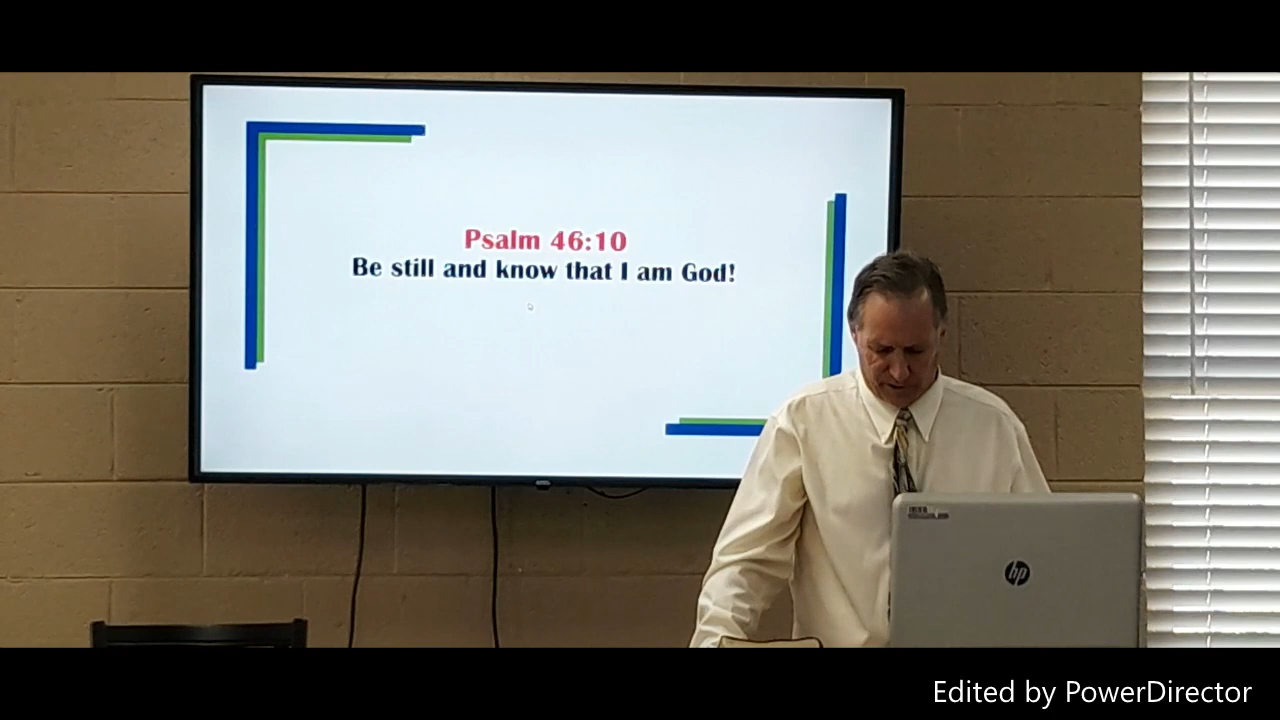 Psalm 46:10
Be still and know that I am God!
hp
Edited by PowerDirector